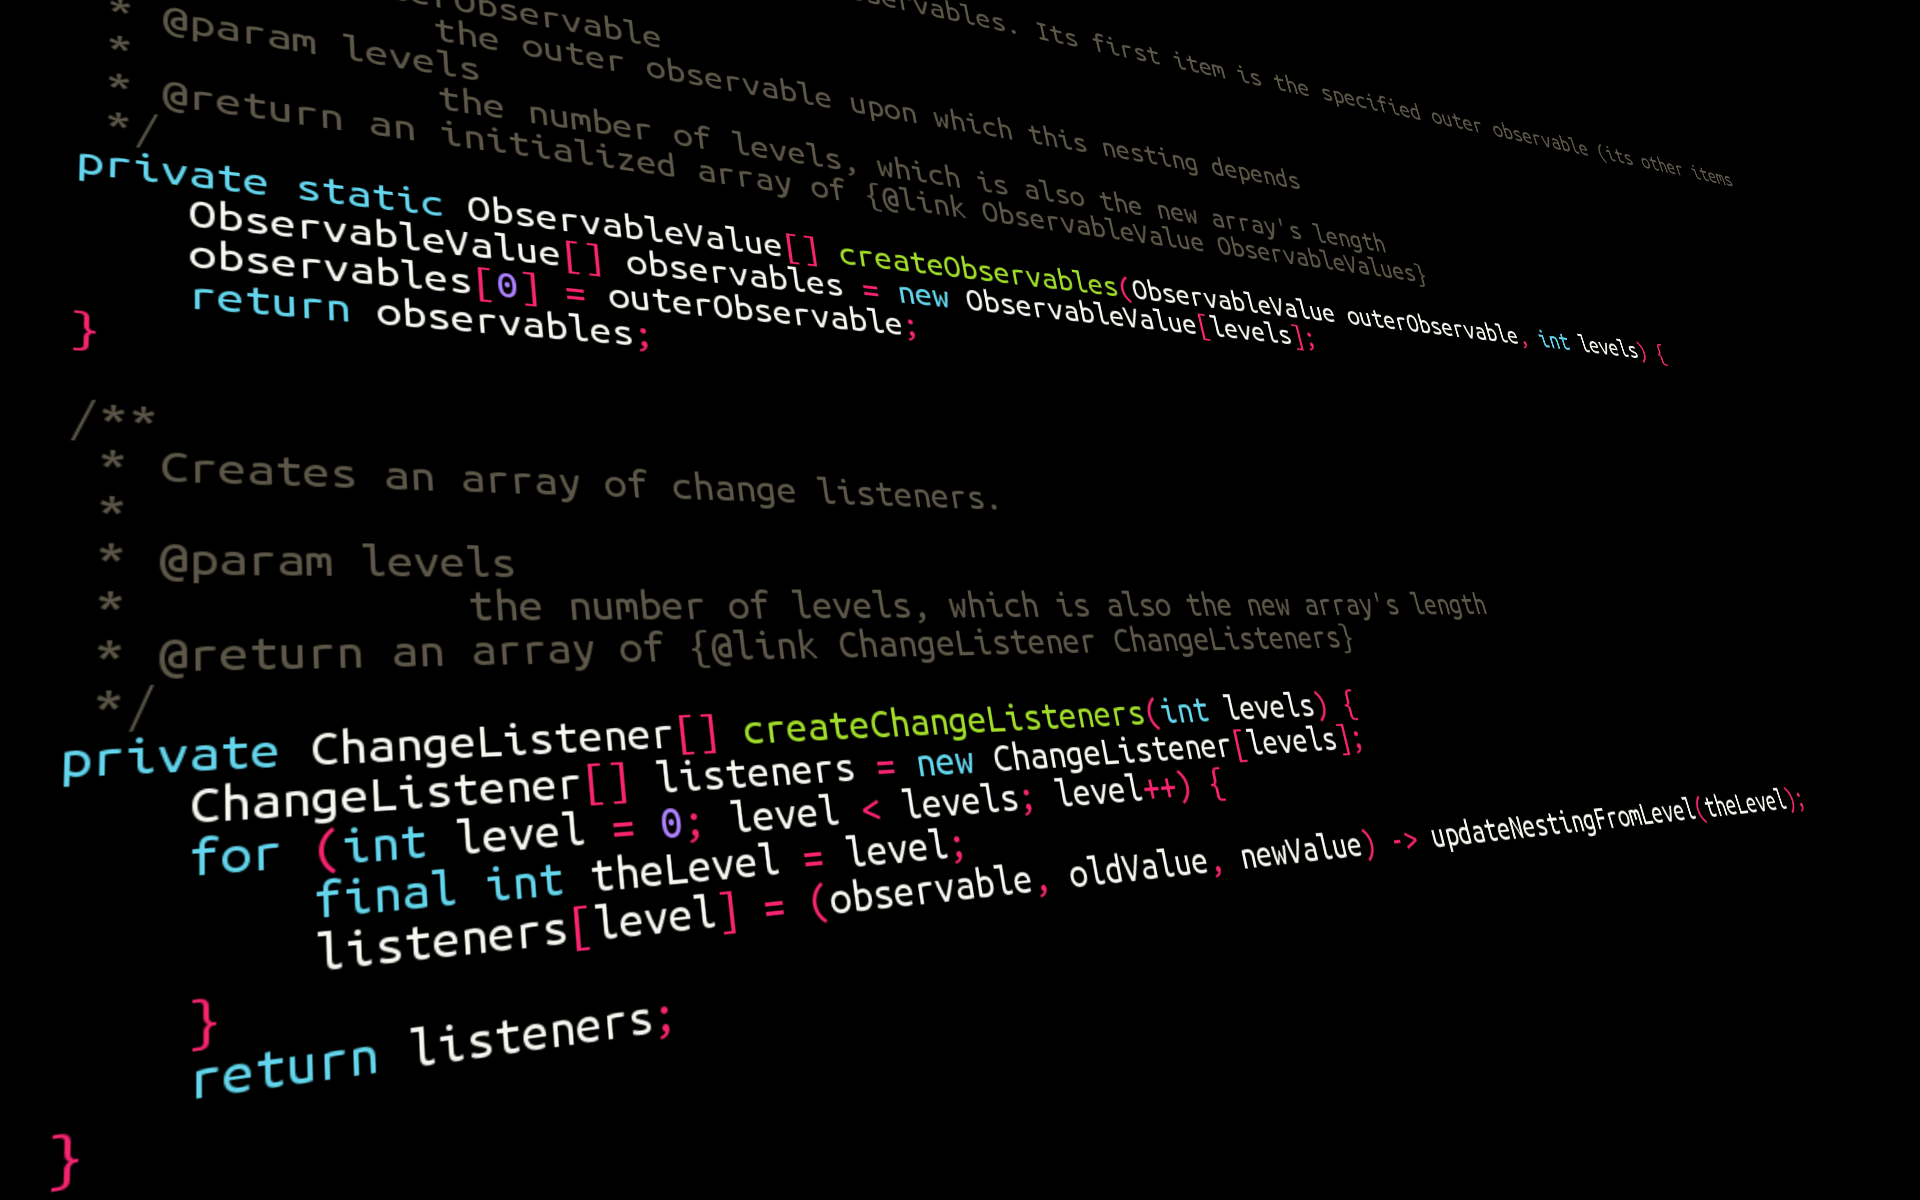 observables. Its first item is the specified outer observable (its other items
* @param levels
* the outer observable upon which this nesting depends
* @return an initialized array of {@link ObservableValue ObservableValues}
the number of levels, which is also the new array's length
*/
private static ObservableValue[] createObservables(ObservableValue outerObservable, int levels) {
ObservableValue[] observables = new ObservableValue[levels];
observables[0] = outerObservable;
return observables;
}
/**
* Creates an array of change listeners.
*
* @param levels
* the number of levels, which is also the new array's length
* @return an array of {@link ChangeListener ChangeListeners}
*/
private ChangeListener[] createChangeListeners(int levels) {
ChangeListener[] listeners = new ChangeListener[levels];
for (int level = 0; level < levels; level++) {
final int theLevel = level;
listeners[level] = (observable, oldValue, newValue) -> updateNestingFromLevel(theLevel);
}
return listeners;
}